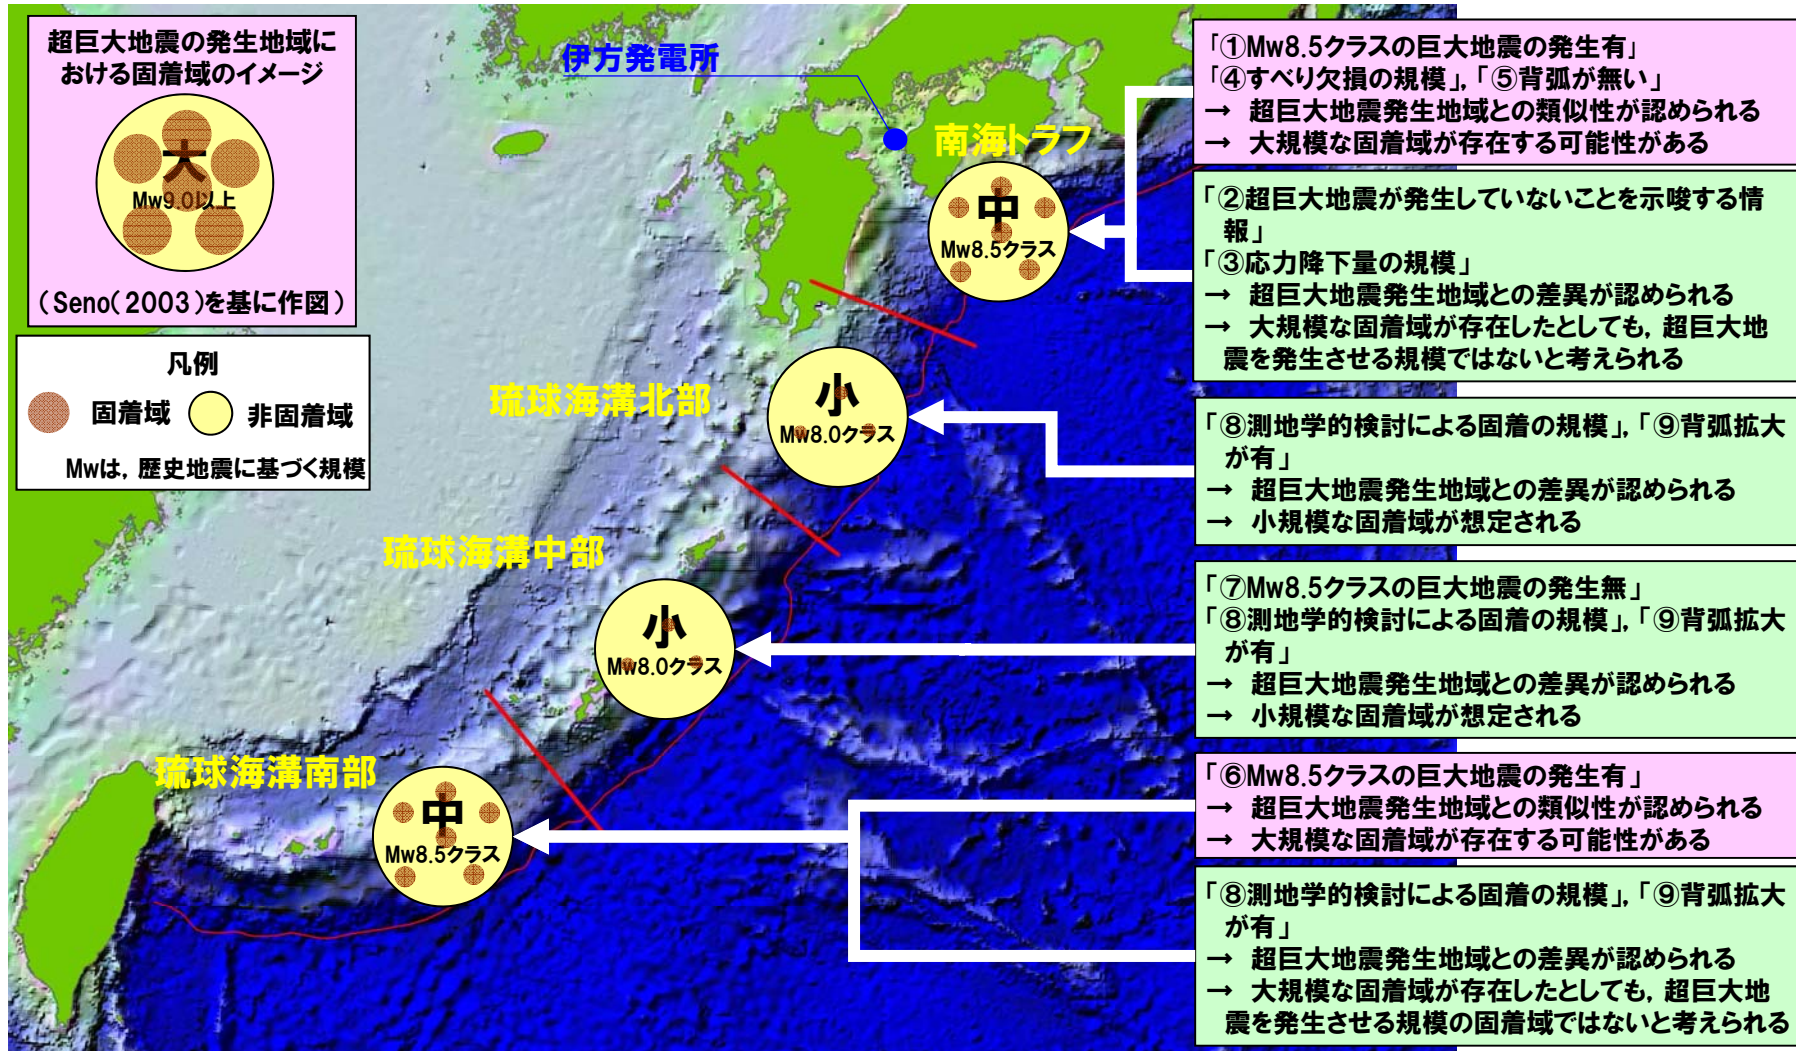 超巨大地震の発生地域に
おける固着域のイメージ
大
Mw9.0以上
（Seno(2003)を基に作図）
凡例
固着域
非固着域
Mwは，歴史地震に基づく規模
伊方発電所
南海トラフ
中
Mw8.5クラス
琉球海溝北部
小
Mw8.0クラス
琉球海溝中部
小
Mw8.0クラス
琉球海溝南部
中
Mw8.5クラス
「①Mw8.5クラスの巨大地震の発生有」
「④すべり欠損の規模」，「⑤背弧が無い」
→ 超巨大地震発生地域との類似性が認められる
→ 大規模な固着域が存在する可能性がある
「②超巨大地震が発生していないことを示唆する情
報」
「③応力降下量の規模」
→ 超巨大地震発生地域との差異が認められる
→ 大規模な固着域が存在したとしても，超巨大地
震を発生させる規模ではないと考えられる
「⑧測地学的検討による固着の規模」，「⑨背弧拡大
が有」
→ 超巨大地震発生地域との差異が認められる
→ 小規模な固着域が想定される
「⑦Mw8.5クラスの巨大地震の発生無」
「⑧測地学的検討による固着の規模」，「⑨背弧拡大
が有」
→ 超巨大地震発生地域との差異が認められる
→ 小規模な固着域が想定される
「⑥Mw8.5クラスの巨大地震の発生有」
→ 超巨大地震発生地域との類似性が認められる
→ 大規模な固着域が存在する可能性がある
「⑧測地学的検討による固着の規模」，「⑨背弧拡大
が有」
→ 超巨大地震発生地域との差異が認められる
→ 大規模な固着域が存在したとしても，超巨大地
震を発生させる規模の固着域ではないと考えられる